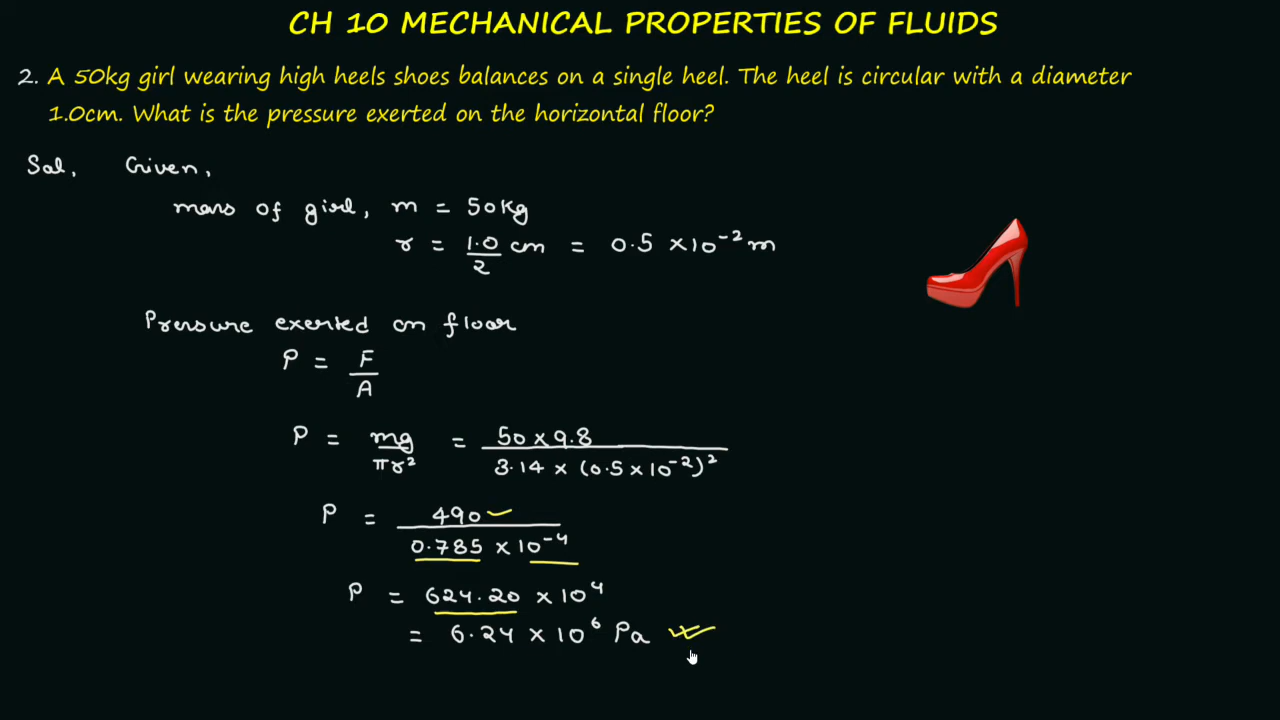 CH 10 MECHANICAL PROPERTIES OF FLUIDS
2. A 50kg girl wearing high heels shoes balances on a single heel. The heel is circular with a diameter
1.0cm. What is the pressure exerted on the horizontal floor?
Sol, Given,
mass of girl, m = 50kg
r = 1.0/2 cm = 0.5 × 10⁻² m
Pressure exerted on floor
P = F/A
P = mg/πr² = 50 × 9.8 / 3.14 × (0.5 × 10⁻²)²
P = 490 / 0.785 × 10⁻⁴
P = 624.20 × 10⁴
= 6.24 × 10⁶ Pa